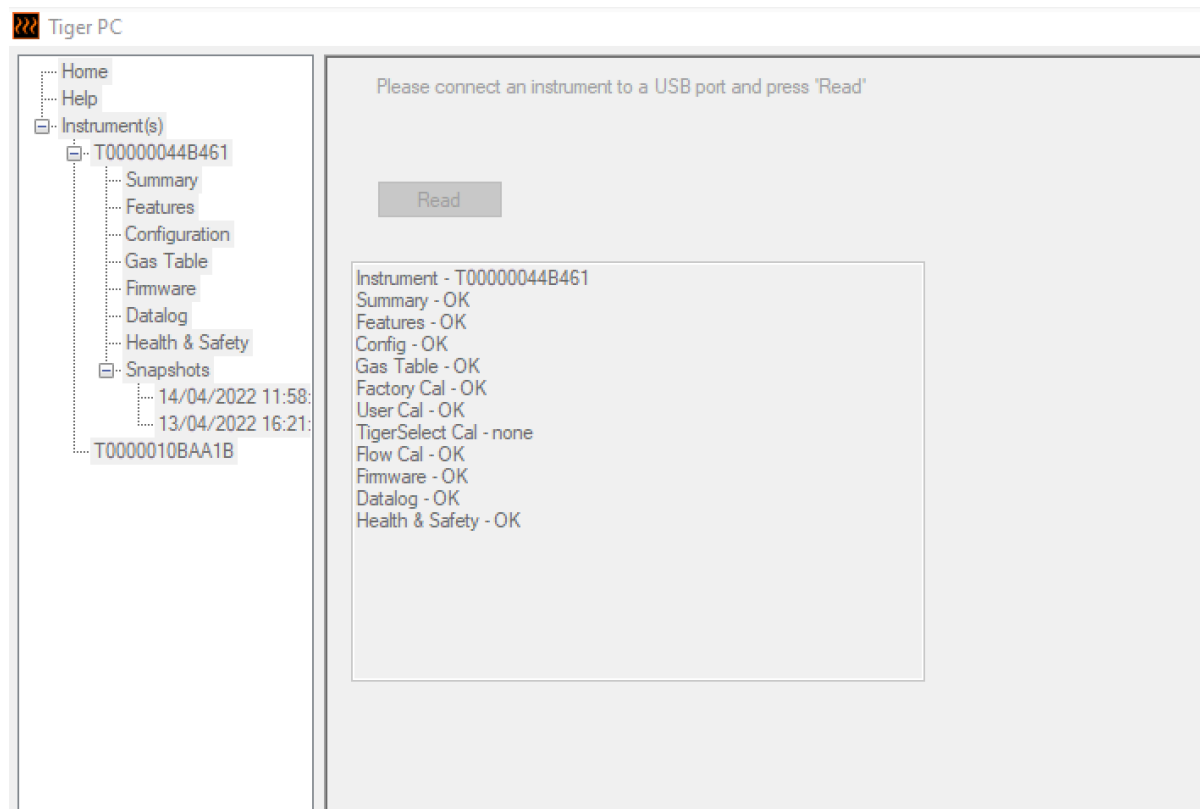 Tiger PC
Home
Help
Instrument(s)
T00000044B461
Summary
Features
Configuration
Gas Table
Firmware
Datalog
Health & Safety
Snapshots
14/04/2022 11:58:
13/04/2022 16:21:
T0000010BAA1B
Please connect an instrument to a USB port and press 'Read'
Read
Instrument - T00000044B461
Summary - OK
Features - OK
Config - OK
Gas Table - OK
Factory Cal - OK
User Cal - OK
TigerSelect Cal - none
Flow Cal - OK
Firmware - OK
Datalog - OK
Health & Safety - OK